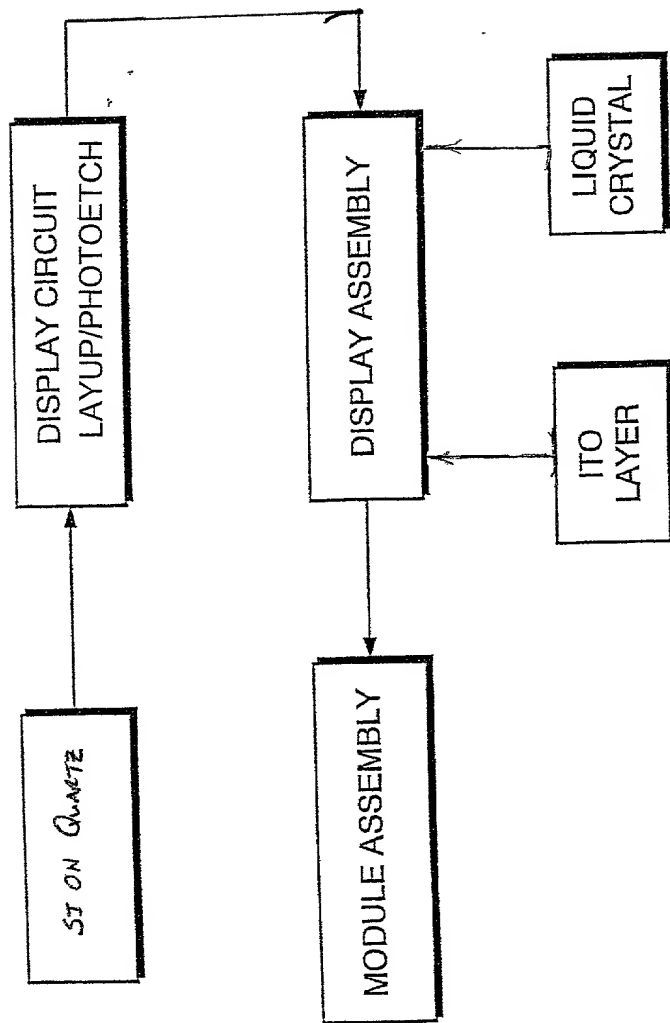 SI ON QUARTZ
DISPLAY CIRCUIT
LAYUP/PHOTOETCH
DISPLAY ASSEMBLY
MODULE ASSEMBLY
LIQUID
CRYSTAL
ITO
LAYER